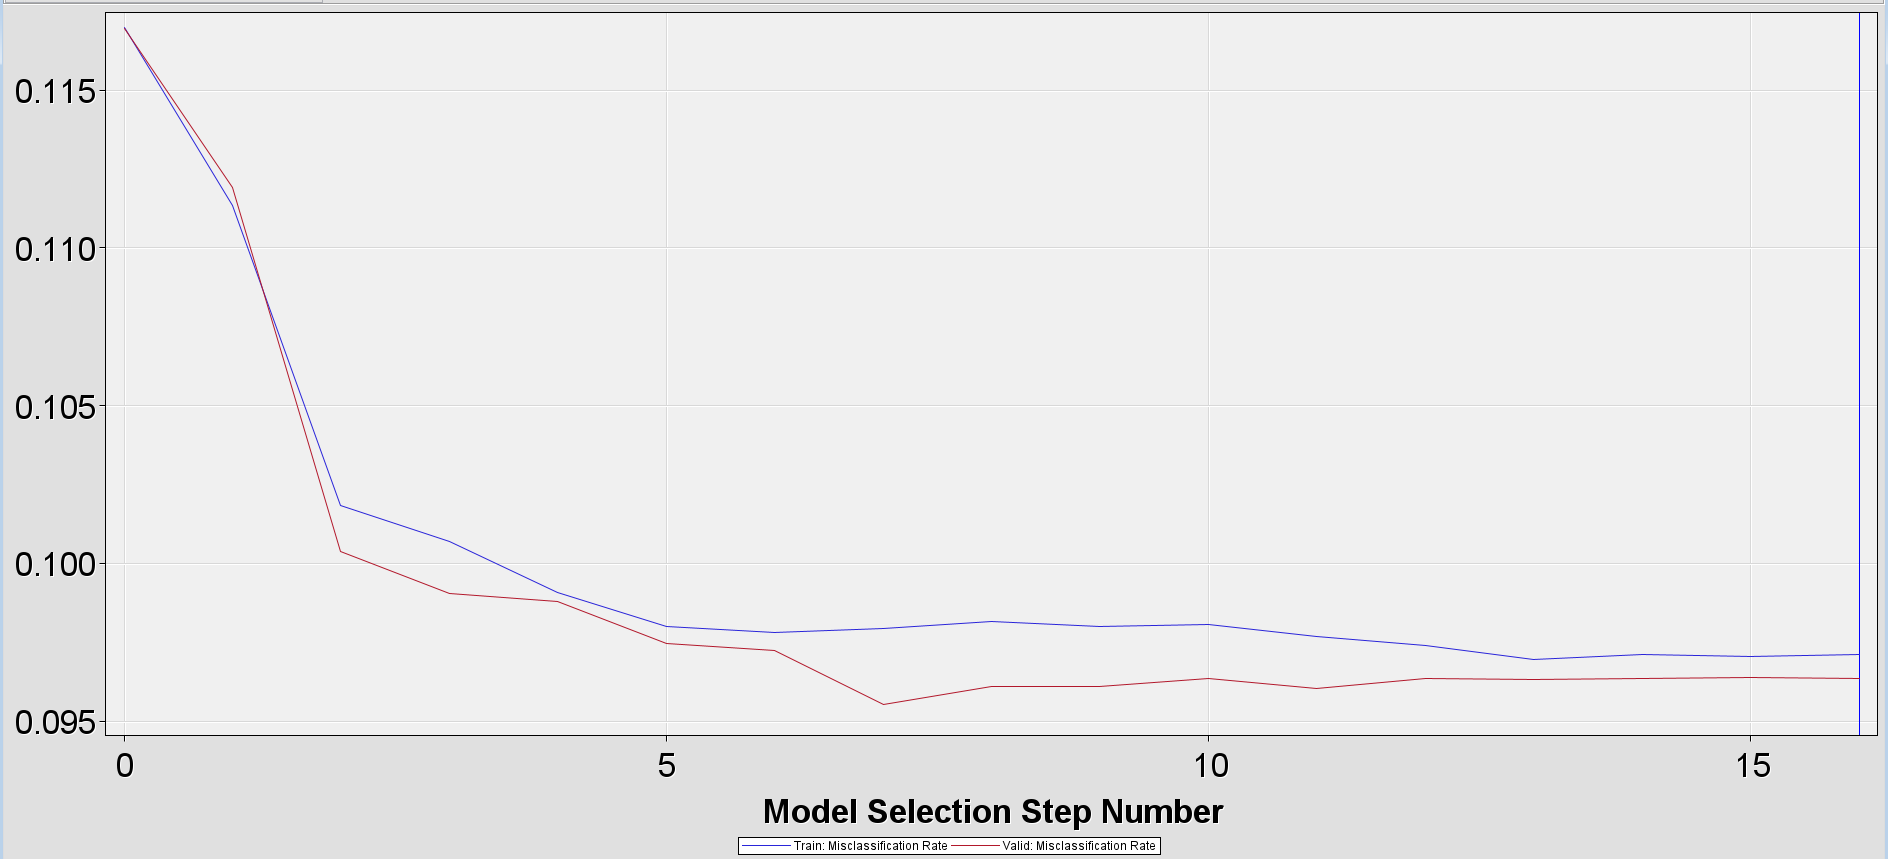 0.115
0.110
0.105
0.100
0.095
0 5 10 15
Model Selection Step Number
Train: Misclassification Rate Valid: Misclassification Rate